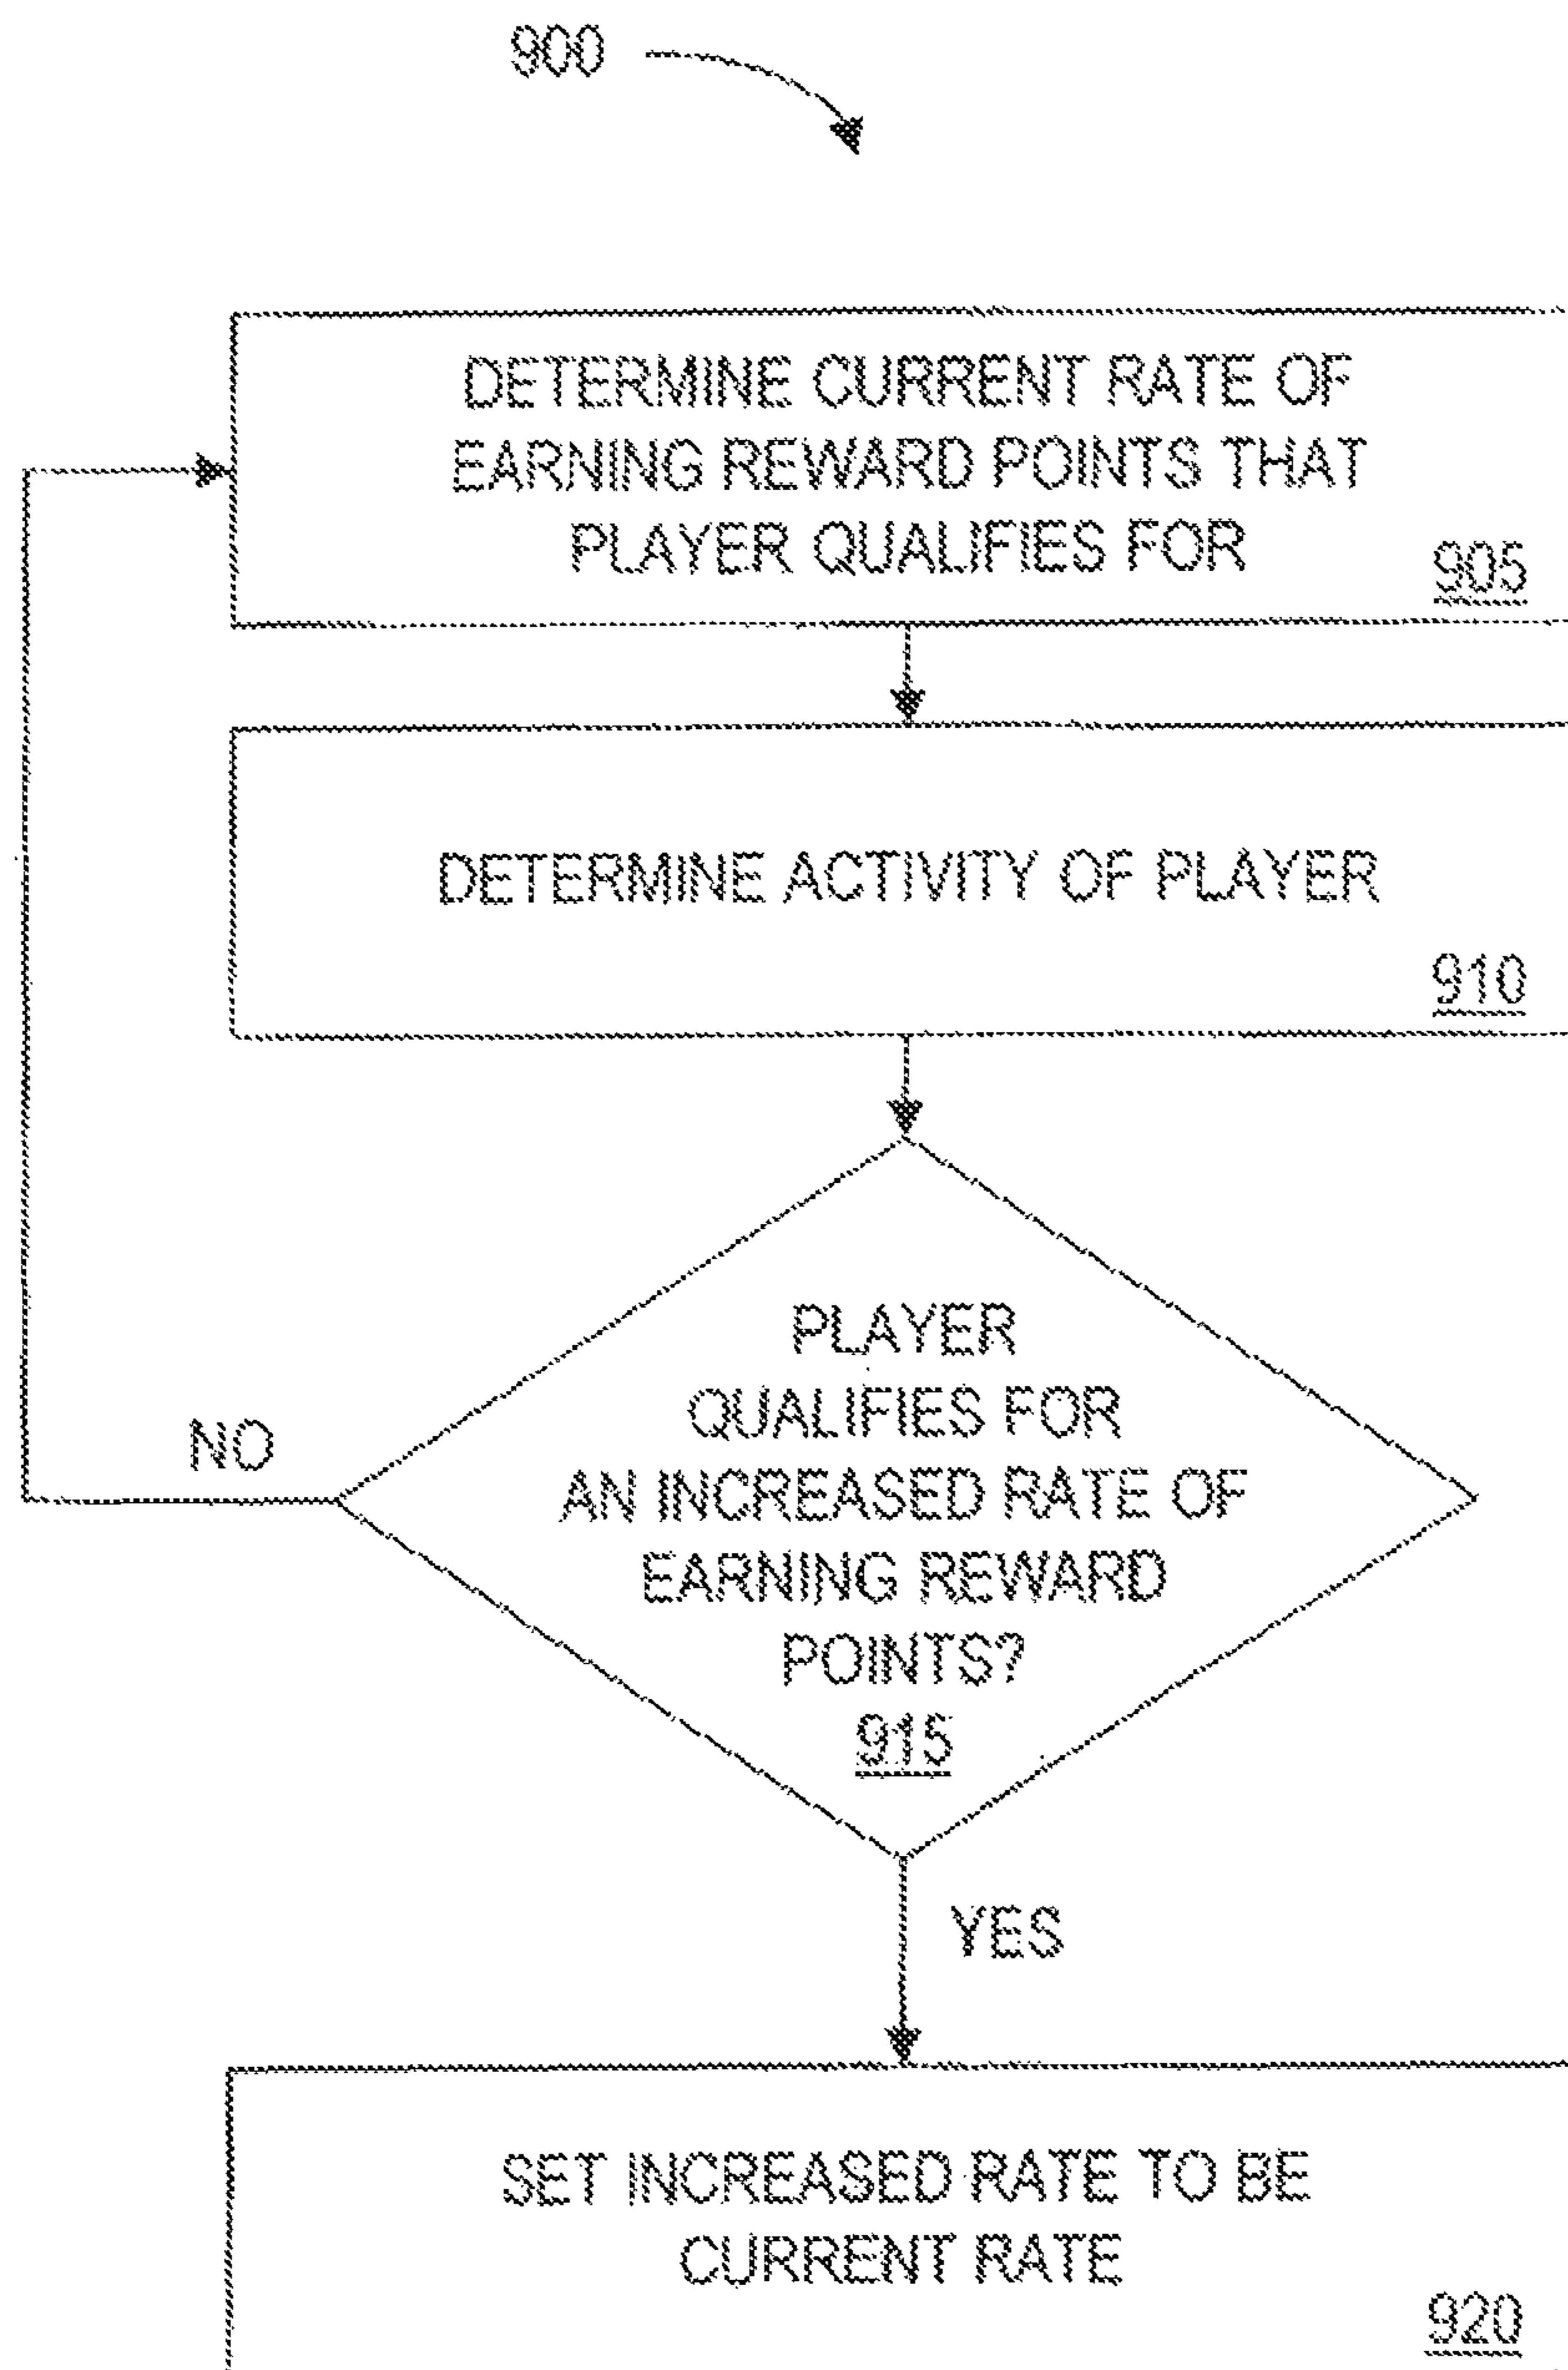 900
DETERMINE CURRENT RATE OF
EARNING REWARD POINTS THAT
PLAYER QUALIFIES FOR
905
DETERMINE ACTIVITY OF PLAYER
910
PLAYER
QUALIFIES FOR
AN INCREASED RATE OF
EARNING REWARD
POINTS?
915
NO
YES
SET INCREASED RATE TO BE
CURRENT RATE
920